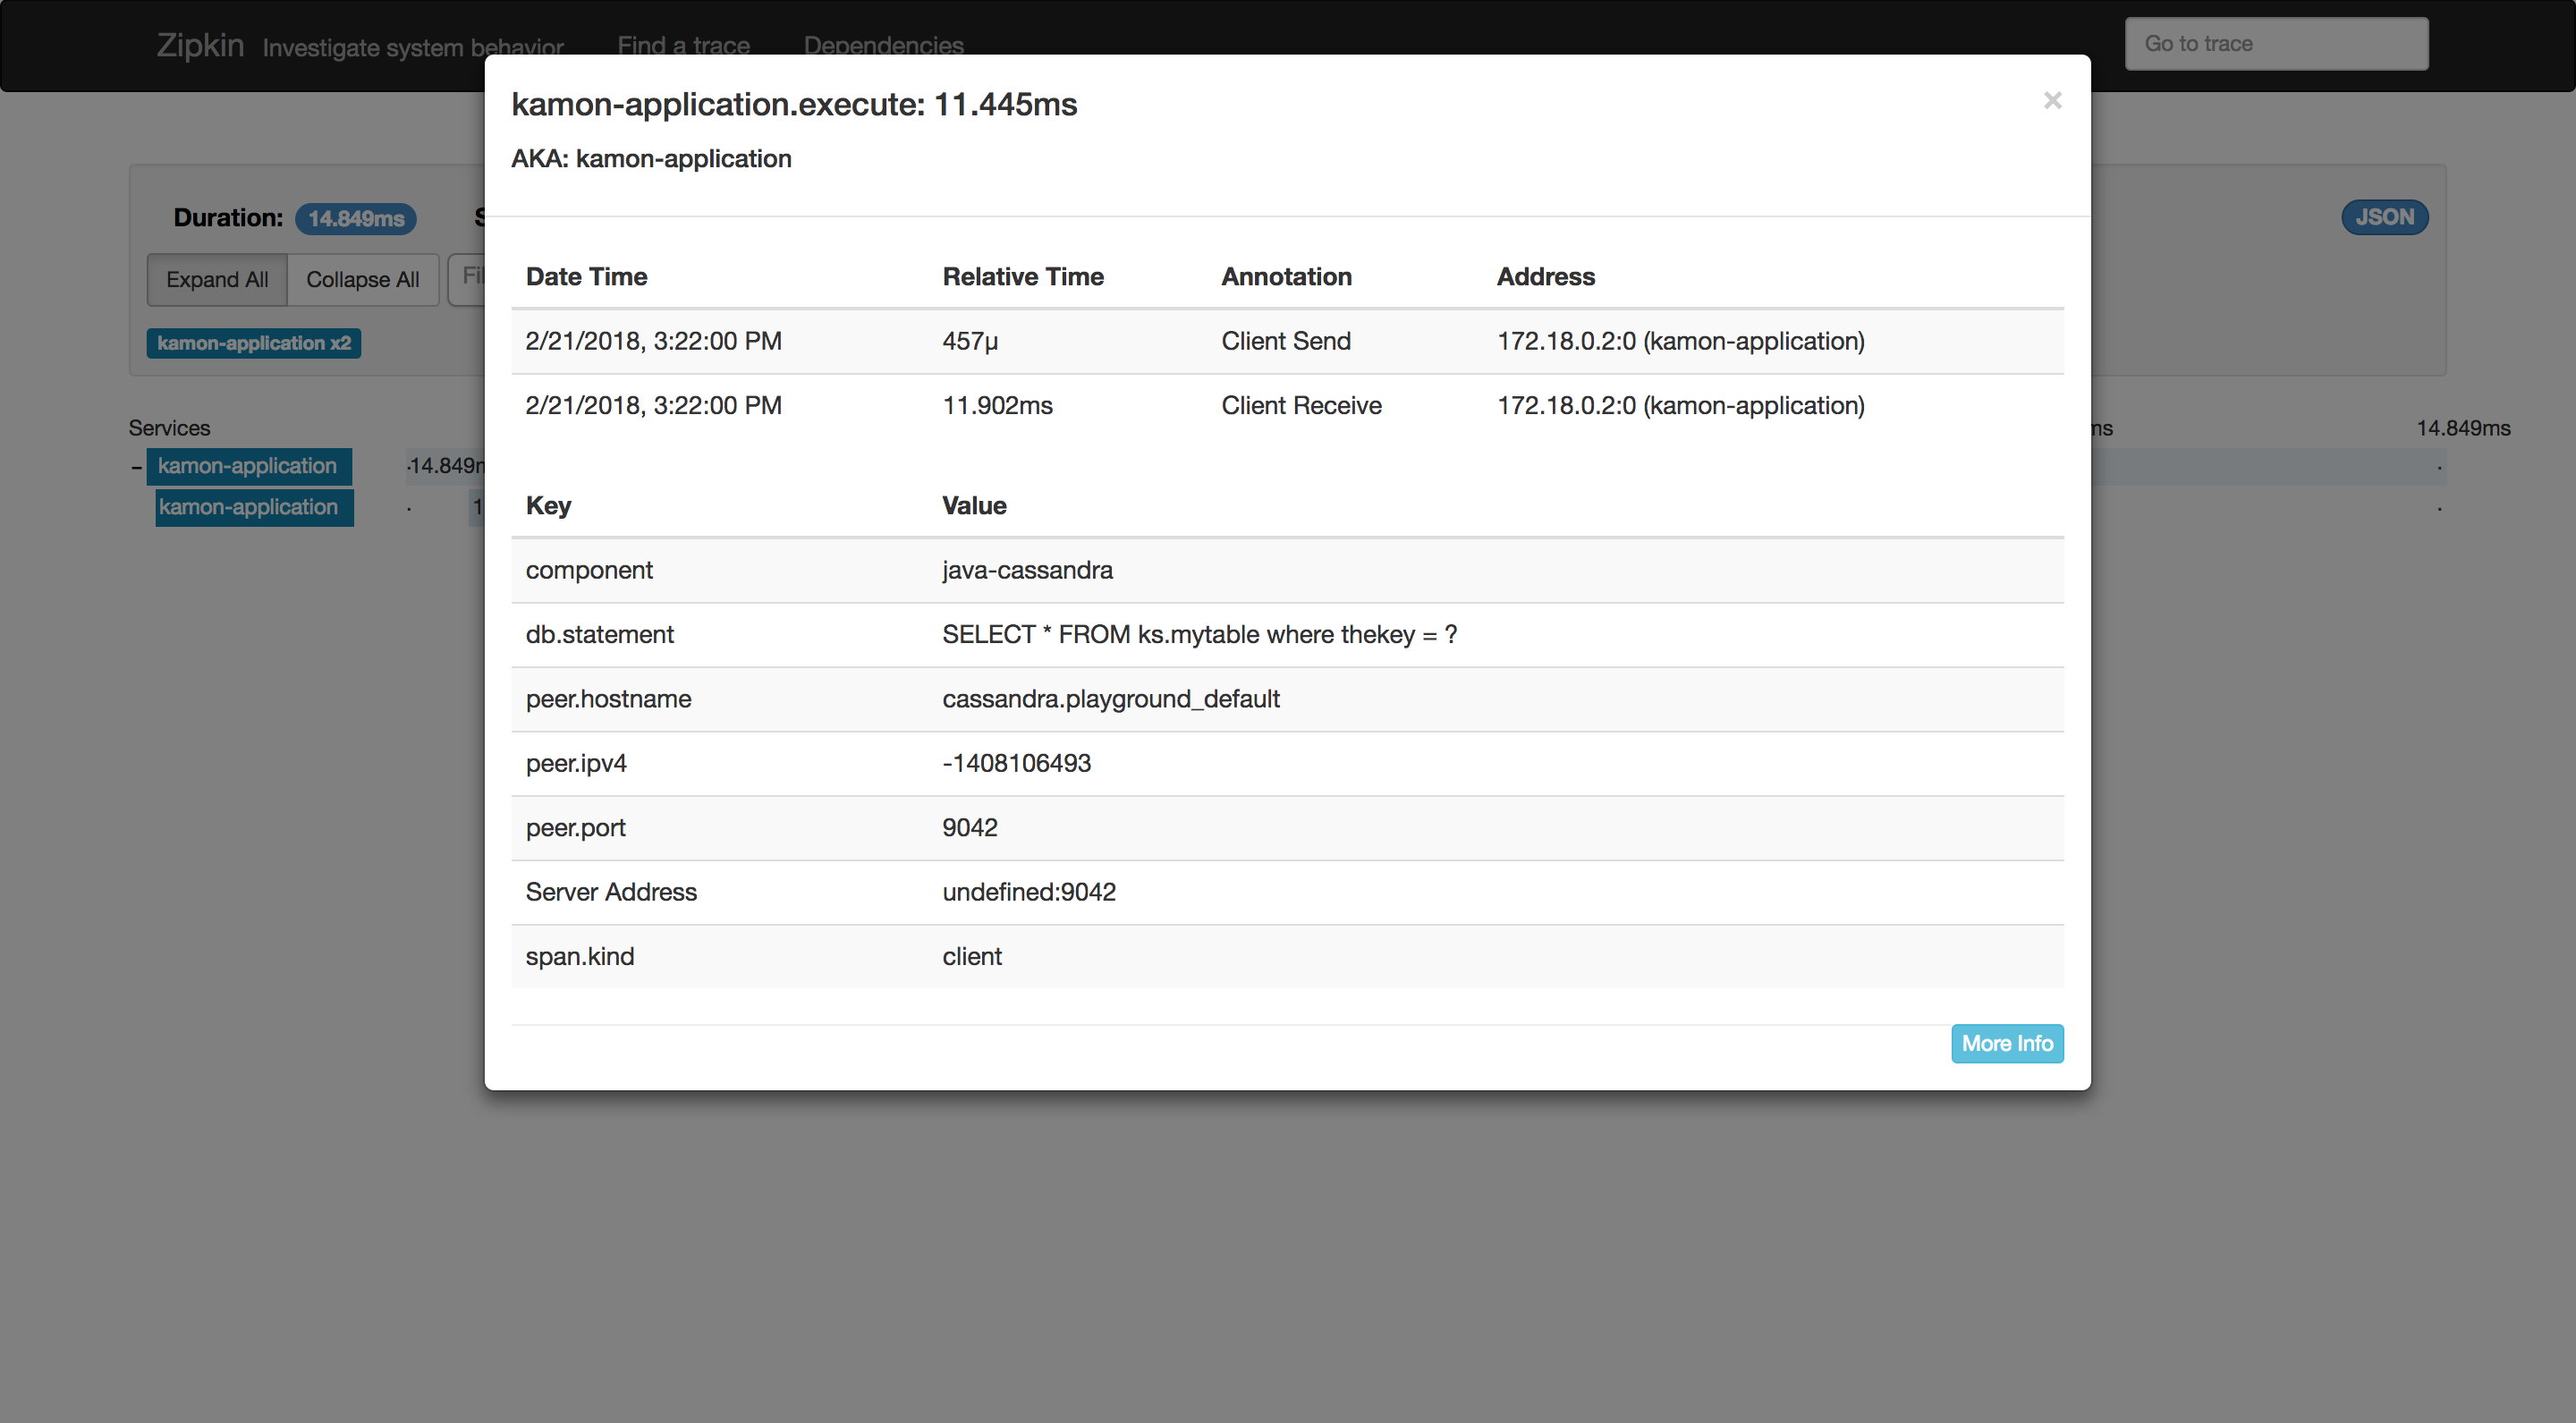 Zipkin Investigate system behavior Find a trace Dependencies Go to trace
kamon-application.execute: 11.445ms ×
AKA: kamon-application
Duration: 14.849ms JSON
Expand All Collapse All
kamon-application x2
Date Time Relative Time Annotation Address
2/21/2018, 3:22:00 PM 457μ Client Send 172.18.0.2:0 (kamon-application)
2/21/2018, 3:22:00 PM 11.902ms Client Receive 172.18.0.2:0 (kamon-application)
Services 14.849ms
- kamon-application
kamon-application
Key Value
component java-cassandra
db.statement SELECT * FROM ks.mytable where thekey = ?
peer.hostname cassandra.playground_default
peer.ipv4 -1408106493
peer.port 9042
Server Address undefined:9042
span.kind client
More Info